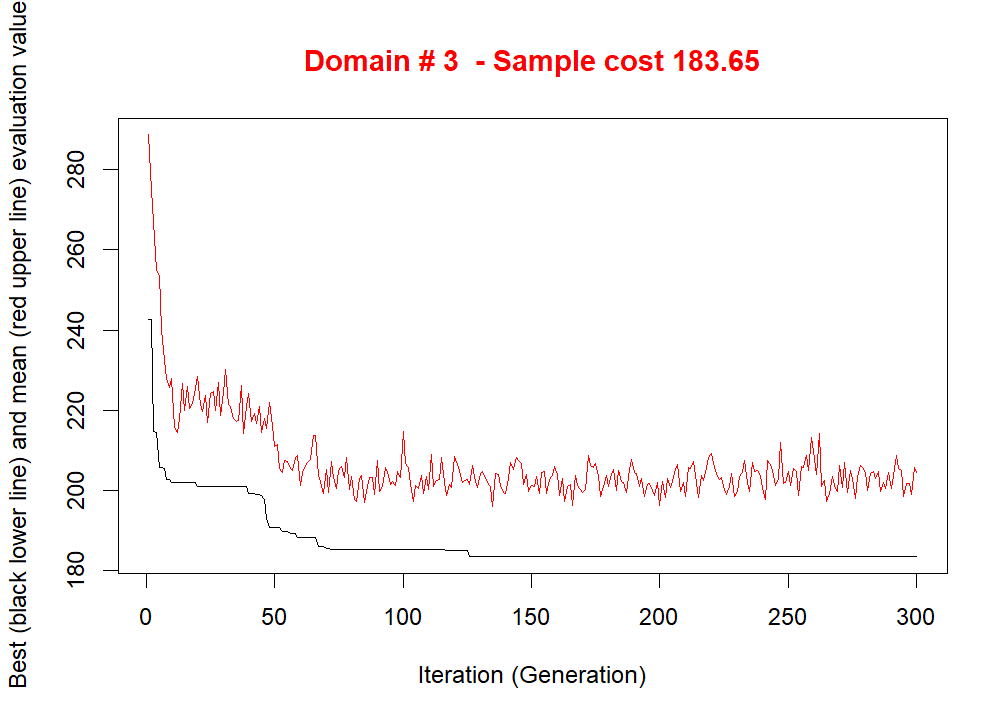 Domain # 3  - Sample cost 183.65
Best (black lower line) and mean (red upper line) evaluation value
280
260
240
220
200
180
0 50 100 150 200 250 300
Iteration (Generation)